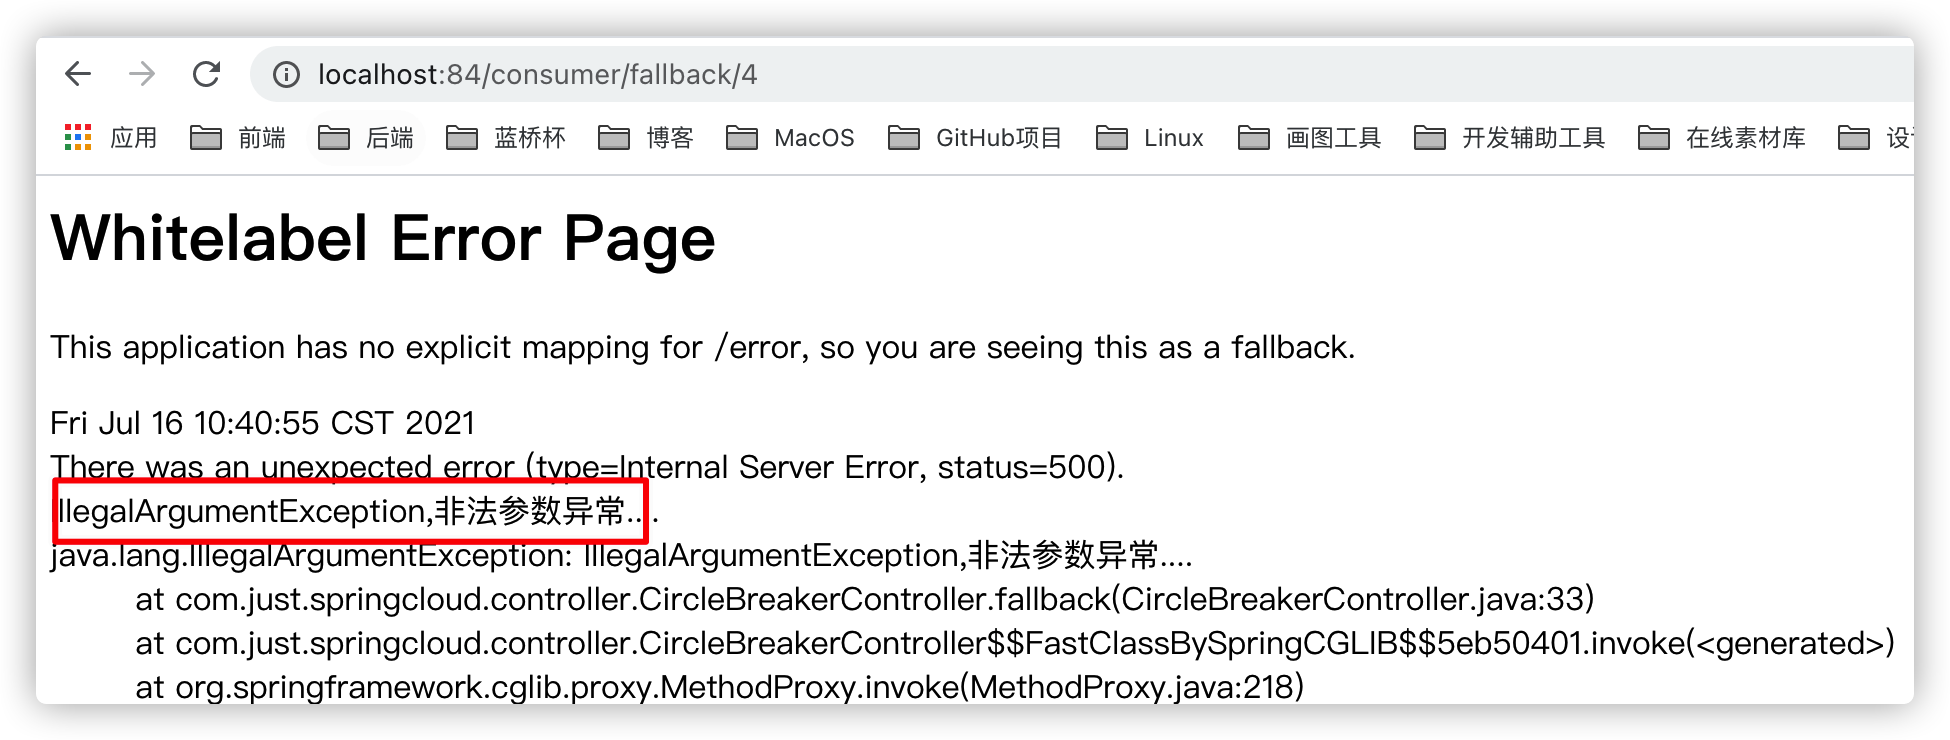 localhost:84/consumer/fallback/4
应用 前端 后端 蓝桥杯 博客 MacOS GitHub项目 Linux 画图工具 开发辅助工具 在线素材库
Whitelabel Error Page
This application has no explicit mapping for /error, so you are seeing this as a fallback.
Fri Jul 16 10:40:55 CST 2021
There was an unexpected error (type=Internal Server Error, status=500).
IllegalArgumentException,非法参数异常....
java.lang.IllegalArgumentException: IllegalArgumentException,非法参数异常....
at com.just.springcloud.controller.CircleBreakerController.fallback(CircleBreakerController.java:33)
at com.just.springcloud.controller.CircleBreakerController$$FastClassBySpringCGLIB$$5eb50401.invoke(<generated>)
at org.springframework.cglib.proxy.MethodProxy.invoke(MethodProxy.java:218)